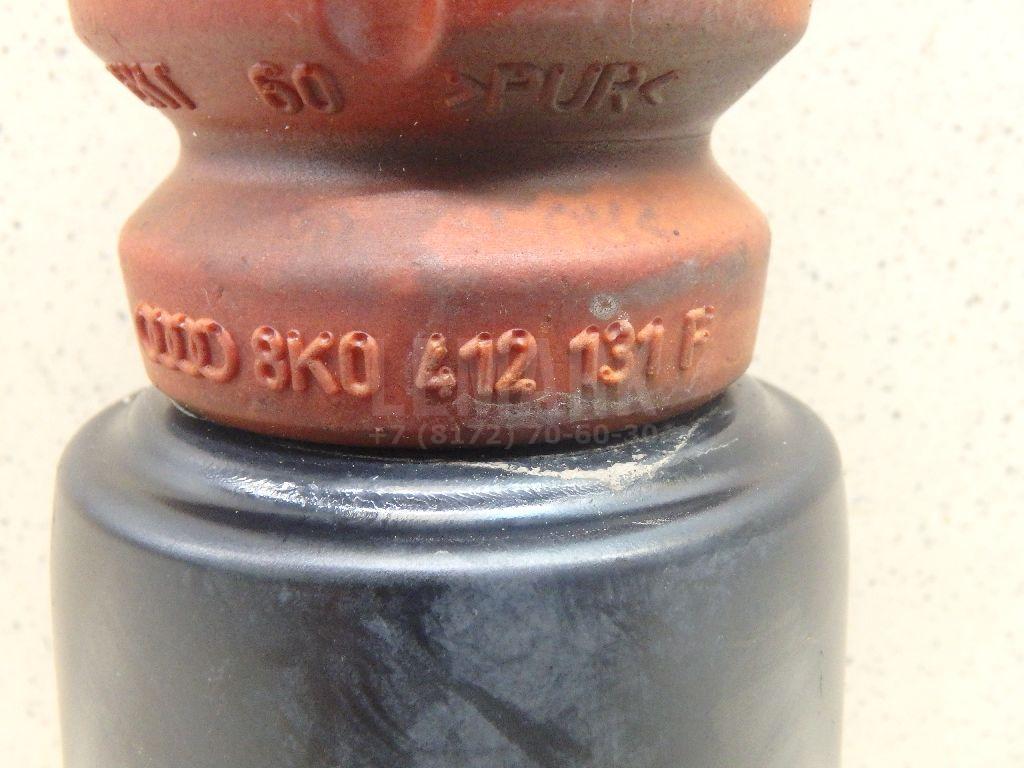 60 >PUR<
8K0 412 131 F
+7 (8172) 70-60-30